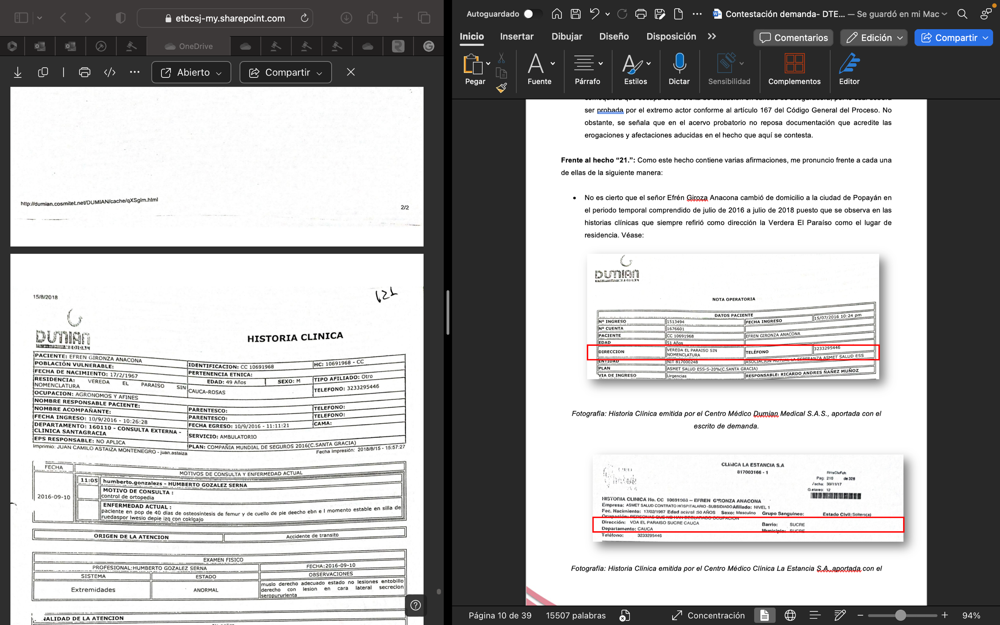 etbcsj-my.sharepoint.com
OneDrive
Abierto
Compartir
http://dumian.cosmitet.net/DUMIAN/cache/qXSglm.html
2/2
15/8/2018
121
DUMIAN
HISTORIA CLINICA
PACIENTE: EFREN GIRONZA ANACONA
IDENTIFICACION: CC 10691968
HC: 10691968 - CC
POBLACIÓN VULNERABLE:
PERTENENCIA ETNICA:
FECHA DE NACIMIENTO: 17/2/1967
EDAD: 49 Años
SEXO: M
TIPO AFILIADO: Otro
RESIDENCIA: VEREDA EL PARAISO SIN
NOMENCLATURA
CAUCA-ROSAS
TELEFONO: 3233295446
OCUPACION: AGRONOMOS Y AFINES
NOMBRE RESPONSABLE PACIENTE:
PARENTESCO:
TELEFONO:
NOMBRE ACOMPAÑANTE:
PARENTESCO:
TELEFONO:
FECHA INGRESO: 10/9/2016 - 10:26:28
FECHA EGRESO: 10/9/2016 - 11:11:21
CAMA:
DEPARTAMENTO: 160110 - CONSULTA EXTERNA -
CLINICA SANTAGRACIA
SERVICIO: AMBULATORIO
EPS RESPONSABLE: NO APLICA
PLAN: COMPAÑIA MUNDIAL DE SEGUROS 2016(C.SANTA GRACIA)
Imprimió: JUAN CAMILO ASTAIZA MONTENEGRO - juan.astaiza
Fecha Impresión: 2018/8/15 - 15:57:27
FECHA
MOTIVOS DE CONSULTA Y ENFERMEDAD ACTUAL
2016-09-10
11:05 humberto.gonzalezs - HUMBERTO GOZALEZ SERNA
MOTIVO DE CONSULTA :
control de ortopedia
ENFERMEDAD ACTUAL :
paciente en pop de 40 dias de osteosintesis de femur y de cuello de pie deecho ebn e l momento estable en silla de
ruedaspor lwesio depie izq con coklgajo
ORIGEN DE LA ATENCION
Accidente de transito
EXAMEN FISICO
PROFESIONAL:HUMBERTO GOZALEZ SERNA
FECHA:2016-09-10
SISTEMA
ESTADO
OBSERVACIONES
Extremidades
ANORMAL
muslo derecho adecuado estado no lesiones entobillo
derecho con lesion en cara lateral secrecion
seropururlenta
NALIDAD DE LA ATENCION
Autoguardado
Contestación demanda- DTE... — Se guardó en mi Mac
Inicio
Insertar
Dibujar
Diseño
Disposición
Comentarios
Edición
Compartir
Pegar
Fuente
Párrafo
Estilos
Dictar
Sensibilidad
Complementos
Editor
ser probada por el extremo actor conforme al artículo 167 del Código General del Proceso. No
obstante, se señala que en el acervo probatorio no reposa documentación que acredite las
erogaciones y afectaciones aducidas en el hecho que aquí se contesta.
Frente al hecho “21.”: Como este hecho contiene varias afirmaciones, me pronuncio frente a cada una
de ellas de la siguiente manera:
• No es cierto que el señor Efrén Giroza Anacona cambió de domicilio a la ciudad de Popayán en
el periodo temporal comprendido de julio de 2016 a julio de 2018 puesto que se observa en las
historias clínicas que siempre refirió como dirección la Verdera El Paraíso como el lugar de
residencia. Véase:
DUMIAN
NOTA OPERATORIA
DATOS PACIENTE
Nº INGRESO 1513494 FECHA INGRESO 15/07/2016 10:24 pm
Nº CUENTA 1676601
PACIENTE CC 10691968 EFREN GIRONZA ANACONA
EDAD 51 Años
DIRECCION VEREDA EL PARAISO SIN
NOMENCLATURA
TELÉFONO 3233295446
ENTIDAD NIT 817000248 ASOCIACION MUTUAL LA ESPERANZA ASMET SALUD ESS
PLAN ASMET SALUD ESS-S-20%(C.SANTA GRACIA)
VIA DE INGRESO Urgencias RESPONSABLE: RICARDO ANDRES ÑAÑEZ MUÑOZ
Fotografía: Historia Clínica emitida por el Centro Médico Dumian Medical S.A.S., aportada con el
escrito de demanda.
CLINICA LA ESTANCIA S.A
817003166 - 1
RHsClxFch
Pag: 210 de 328
Fecha: 30/11/17
G.etareo: 12
HISTORIA CLINICA No. CC 10691968 -- EFREN GIRONZA ANACONA
Empresa: ASMET SALUD CONTRATO HOSPITALARIO -SUBSIDIADO Afiliado: NIVEL 1
Fec. Nacimiento: 17/02/1967 Edad actual :50 AÑOS Sexo: Masculino Grupo Sanguineo: Estado Civil: Soltero(a)
Ocupación: PERSONAS QUE NO HAN DECLARADO OCUPACION
Dirección: VDA EL PARAISO SUCRE CAUCA Barrio: SUCRE
Departamento: CAUCA Municipio: SUCRE
Teléfono: 3233295446
Fotografía: Historia Clínica emitida por el Centro Médico Clínica La Estancia S.A. aportada con el
Página 10 de 39
15507 palabras
Concentración
94%